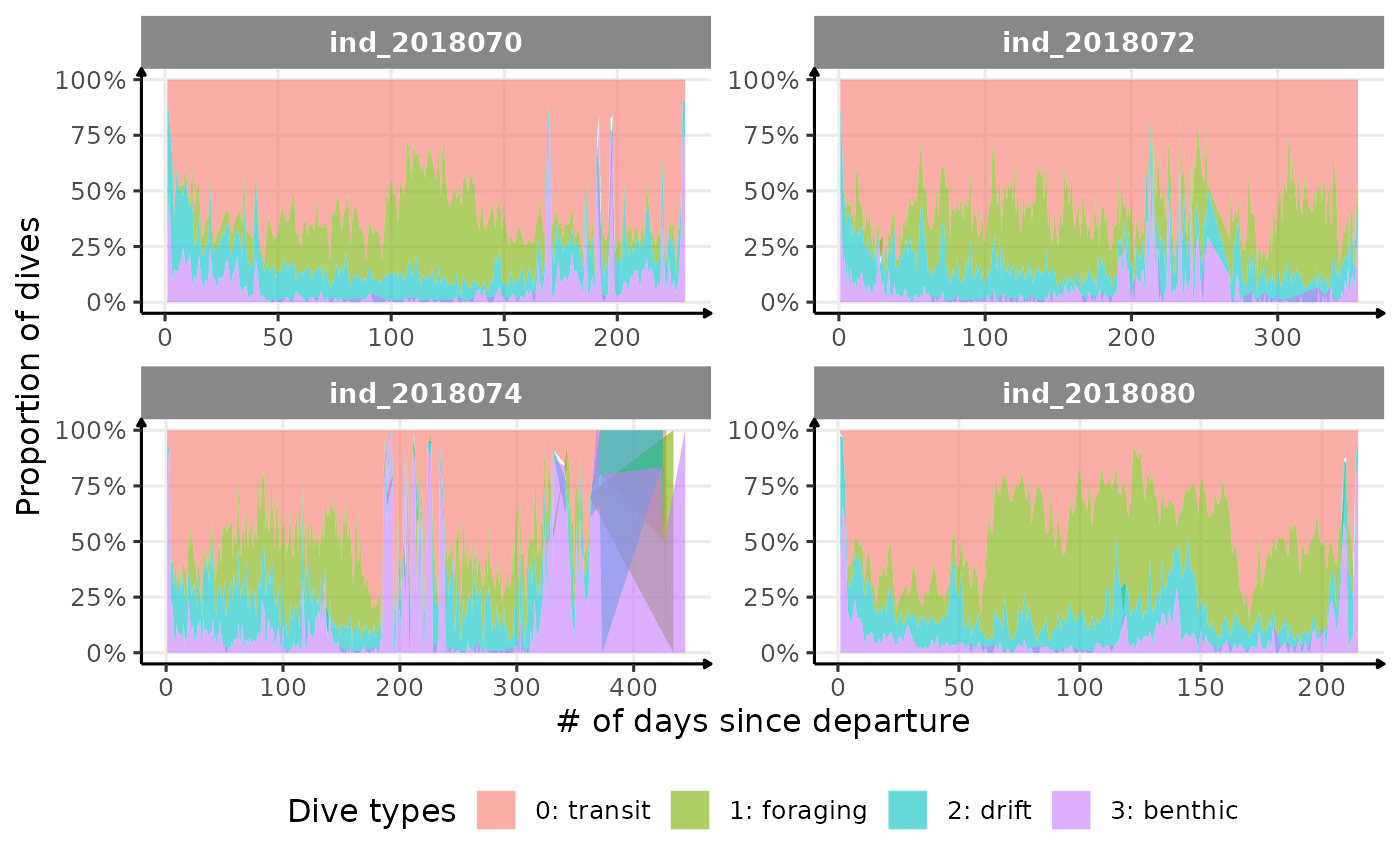 ind_2018070
ind_2018072
100%
75%
50%
25%
0%
0 50 100 150 200
100%
75%
50%
25%
0%
0 100 200 300
ind_2018074
ind_2018080
100%
75%
50%
25%
0%
0 100 200 300 400
100%
75%
50%
25%
0%
0 50 100 150 200
Proportion of dives
# of days since departure
Dive types 0: transit 1: foraging 2: drift 3: benthic